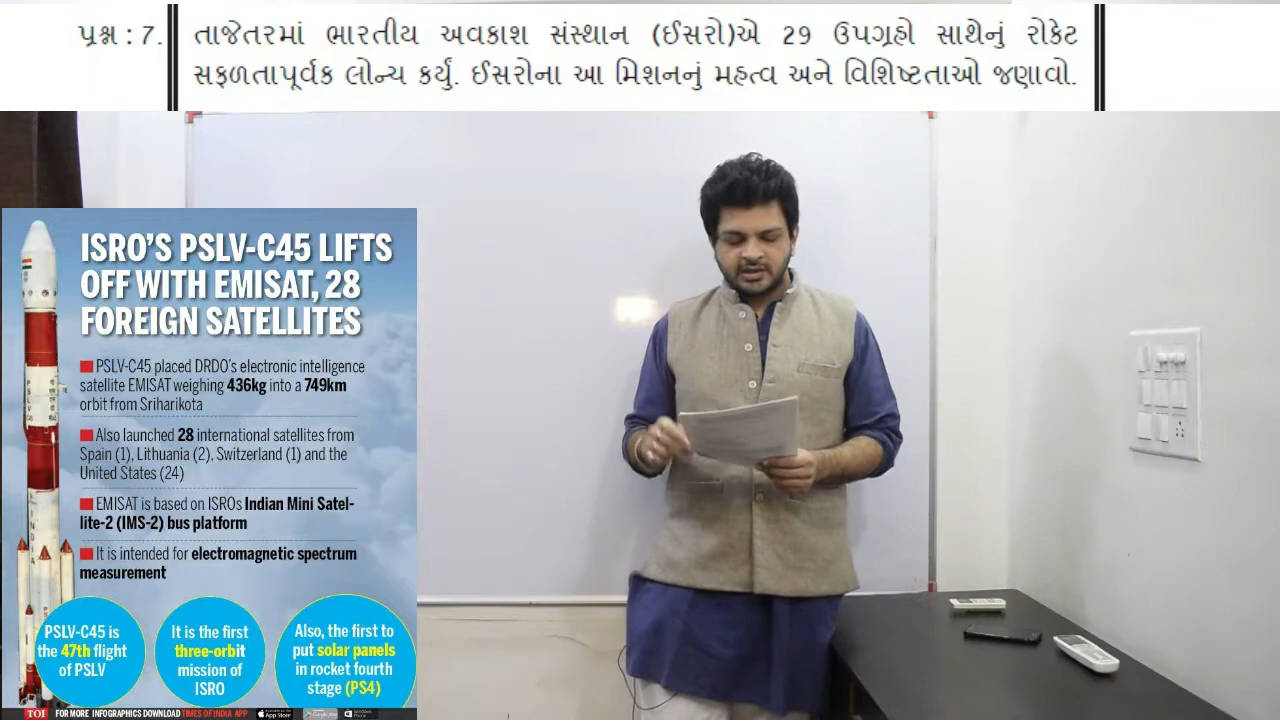 પ્રશ્ન : 7.
તાજેતરમાં ભારતીય અવકાશ સંસ્થાન (ઈસરો)એ 29 ઉપગ્રહો સાથેનું રોકેટ
સફળતાપૂર્વક લોન્ચ કર્યું. ઈસરોના આ મિશનનું મહત્વ અને વિશિષ્ટતાઓ જણાવો.
ISRO'S PSLV-C45 LIFTS
OFF WITH EMISAT, 28
FOREIGN SATELLITES
PSLV-C45 placed DRDO's electronic intelligence
satellite EMISAT weighing 436kg into a 749km
orbit from Sriharikota
Also launched 28 international satellites from
Spain (1), Lithuania (2), Switzerland (1) and the
United States (24)
EMISAT is based on ISROs Indian Mini Satel-
lite-2 (IMS-2) bus platform
It is intended for electromagnetic spectrum
measurement
PSLV-C45 is
the 47th flight
of PSLV
It is the first
three-orbit
mission of
ISRO
Also, the first to
put solar panels
in rocket fourth
stage (PS4)
TOI FOR MORE INFOGRAPHICS DOWNLOAD TIMES OF INDIA APP
App Store